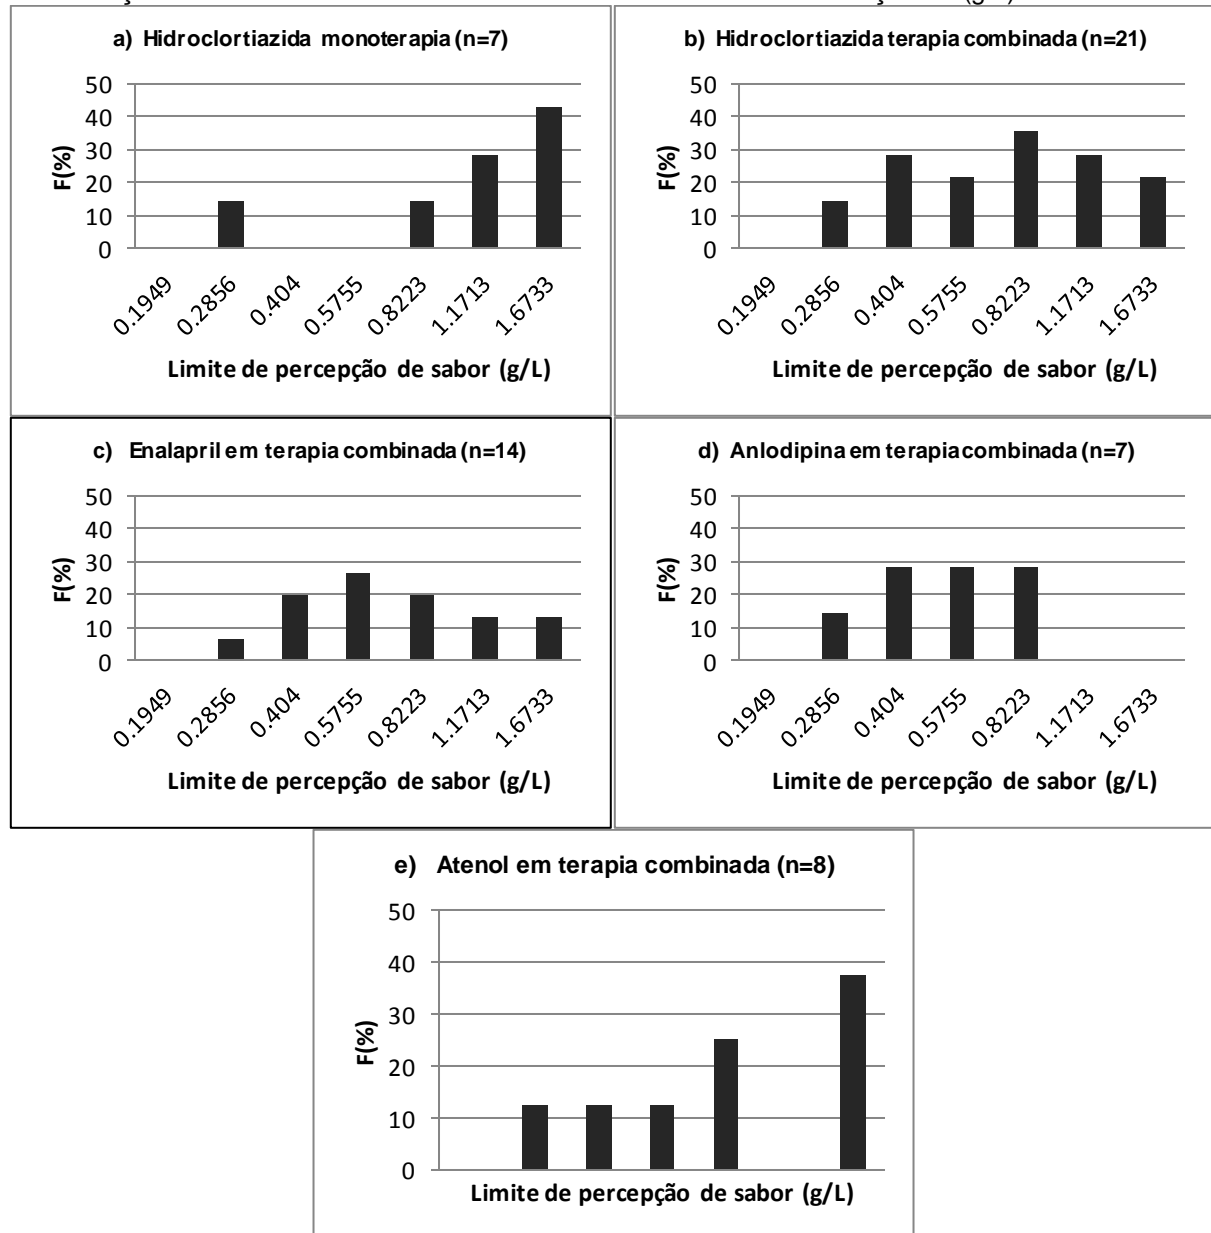 a) Hidroclortiazida monoterapia (n=7)
50
40
30
20
10
0
F(%)
0.1949 0.2856 0.404 0.5755 0.8223 1.1713 1.6733
Limite de percepção de sabor (g/L)
b) Hidroclortiazida terapia combinada (n=21)
50
40
30
20
10
0
F(%)
0.1949 0.2856 0.404 0.5755 0.8223 1.1713 1.6733
Limite de percepção de sabor (g/L)
c) Enalapril em terapia combinada (n=14)
50
40
30
20
10
0
F(%)
0.1949 0.2856 0.404 0.5755 0.8223 1.1713 1.6733
Limite de percepção de sabor (g/L)
d) Anlodipina em terapia combinada (n=7)
50
40
30
20
10
0
F(%)
0.1949 0.2856 0.404 0.5755 0.8223 1.1713 1.6733
Limite de percepção de sabor (g/L)
e) Atenol em terapia combinada (n=8)
50
40
30
20
10
0
F(%)
Limite de percepção de sabor (g/L)